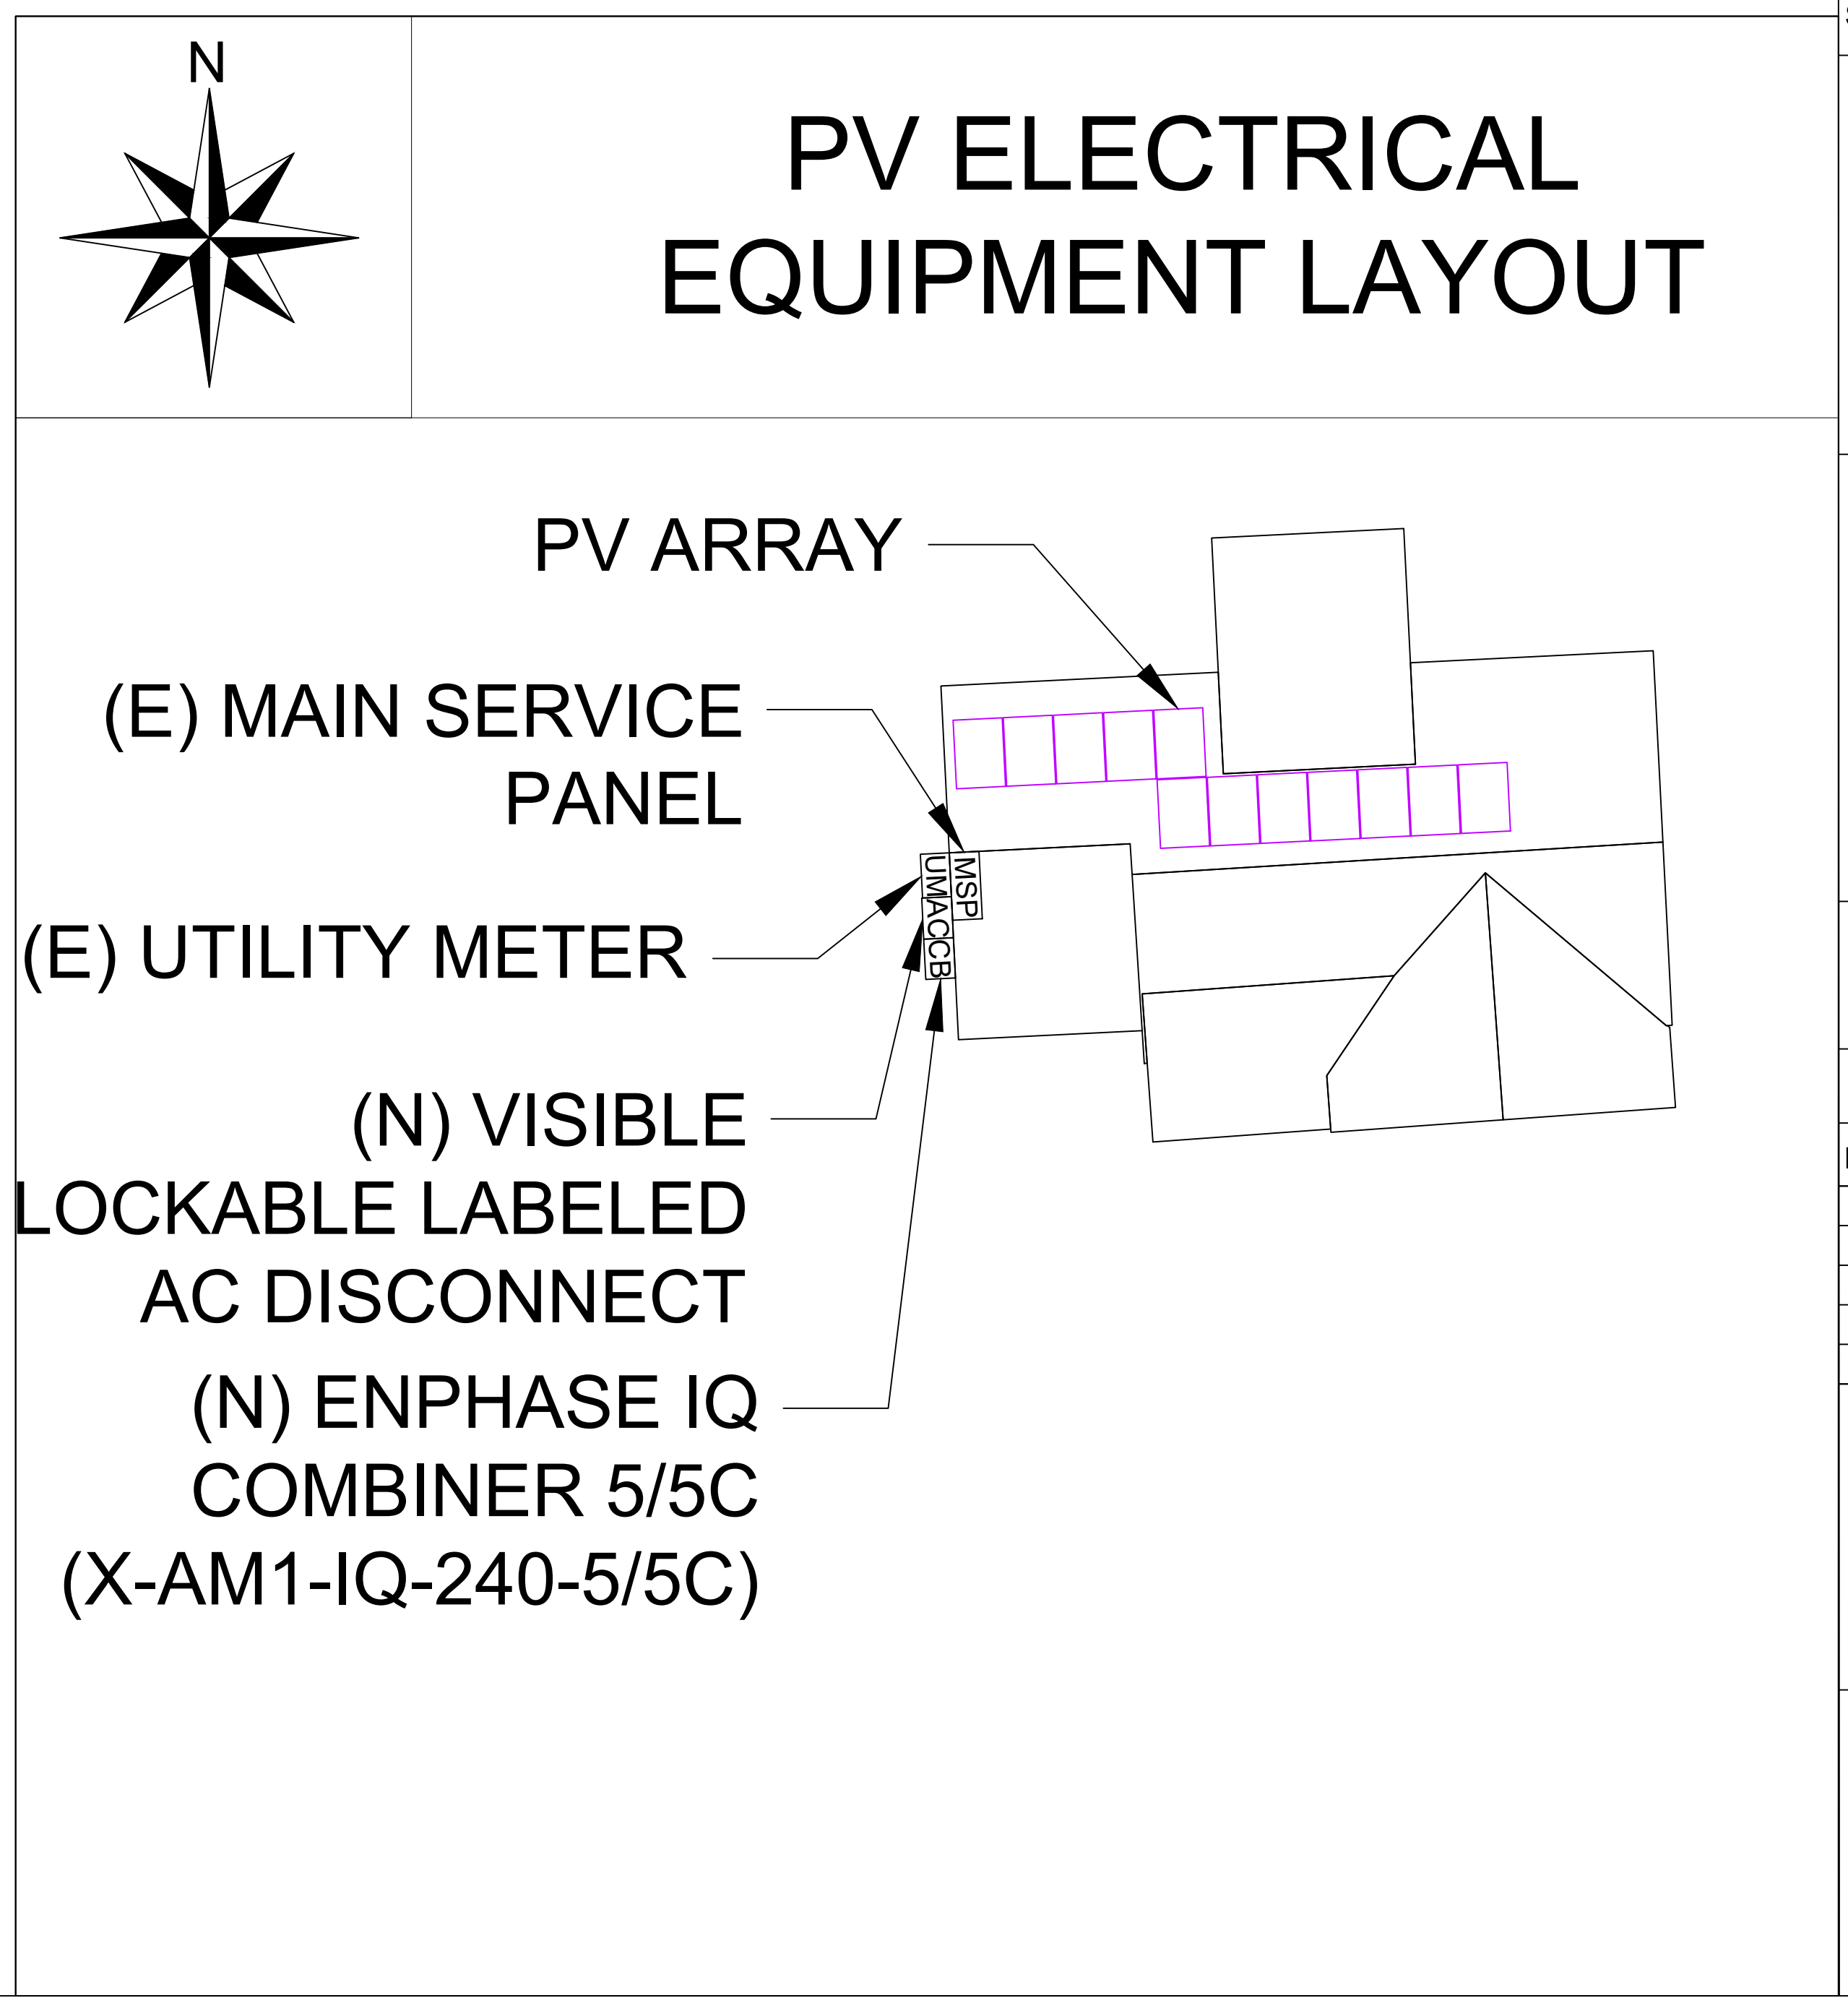 N
PV ELECTRICAL
EQUIPMENT LAYOUT
PV ARRAY
(E) MAIN SERVICE
PANEL
MSP
UM
AC
CB
(E) UTILITY METER
(N) VISIBLE
LOCKABLE LABELED
AC DISCONNECT
(N) ENPHASE IQ
COMBINER 5/5C
(X-AM1-IQ-240-5/5C)